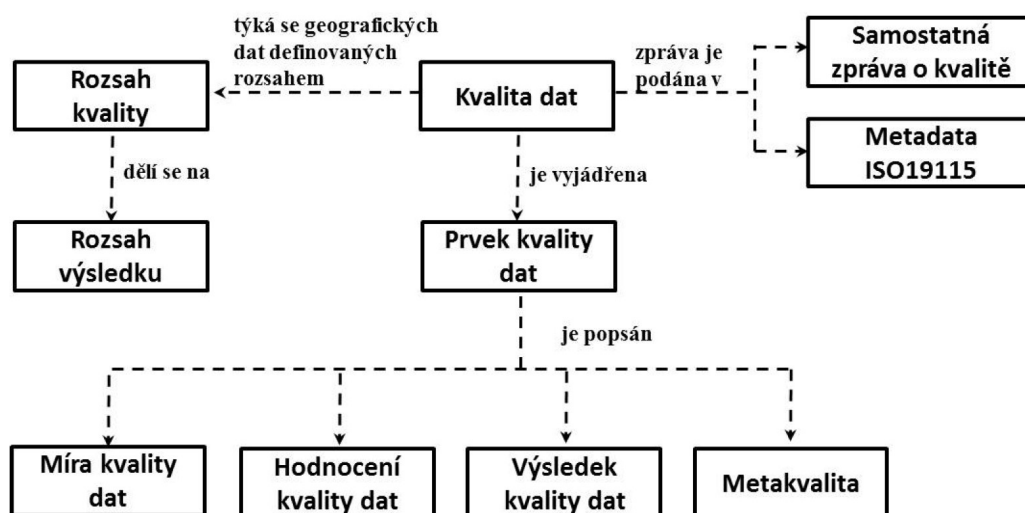 týká se geografických
dat definovaných
rozsahem
zpráva je
podána v
Samostatná
zpráva o kvalitě
Rozsah
kvality
Kvalita dat
Metadata
ISO19115
dělí se na
je vyjádřena
Rozsah
výsledku
Prvek kvality
dat
je popsán
Míra kvality
dat
Hodnocení
kvality dat
Výsledek
kvality dat
Metakvalita